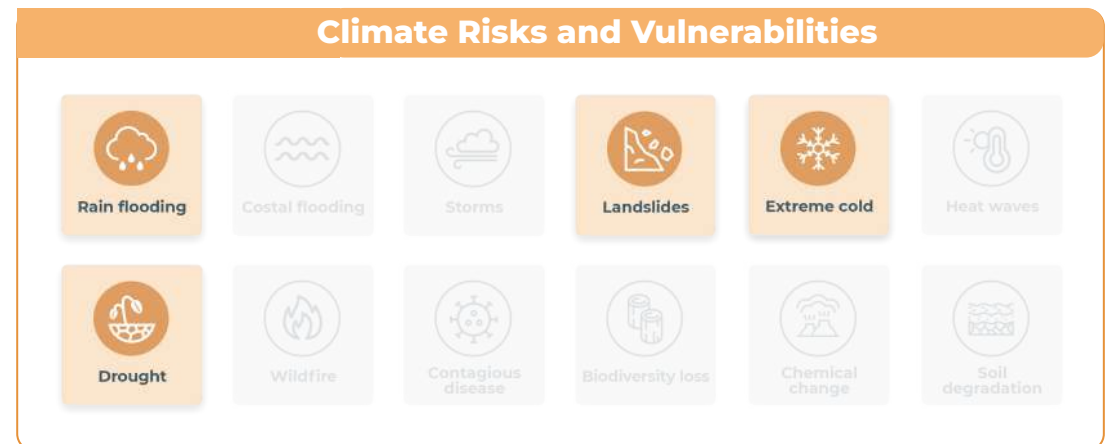 Climate Risks and Vulnerabilities
Rain flooding
Costal flooding
Storms
Landslides
Extreme cold
Heat waves
Drought
Wildfire
Contagious
disease
Biodiversity loss
Chemical
change
Soil
degradation